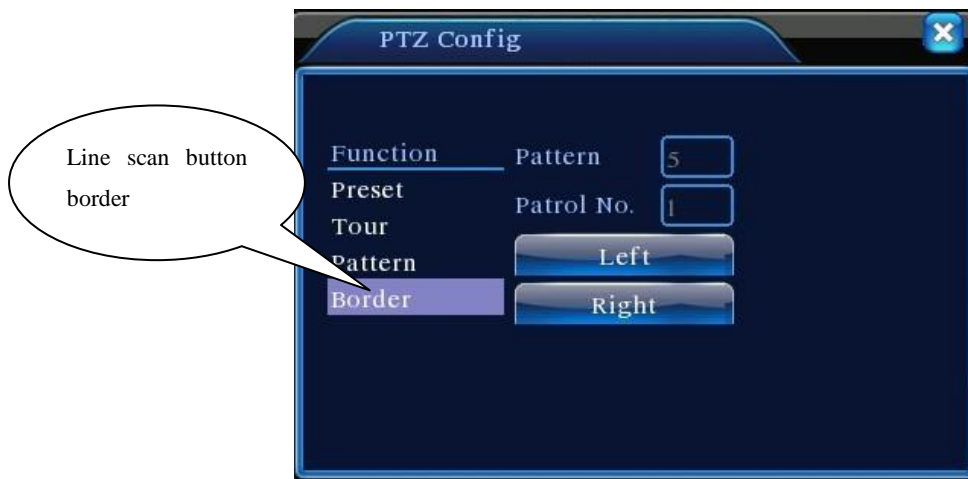 PTZ Config
Line scan button
border
Function
Preset
Tour
Pattern
Border
Pattern 5
Patrol No. 1
Left
Right